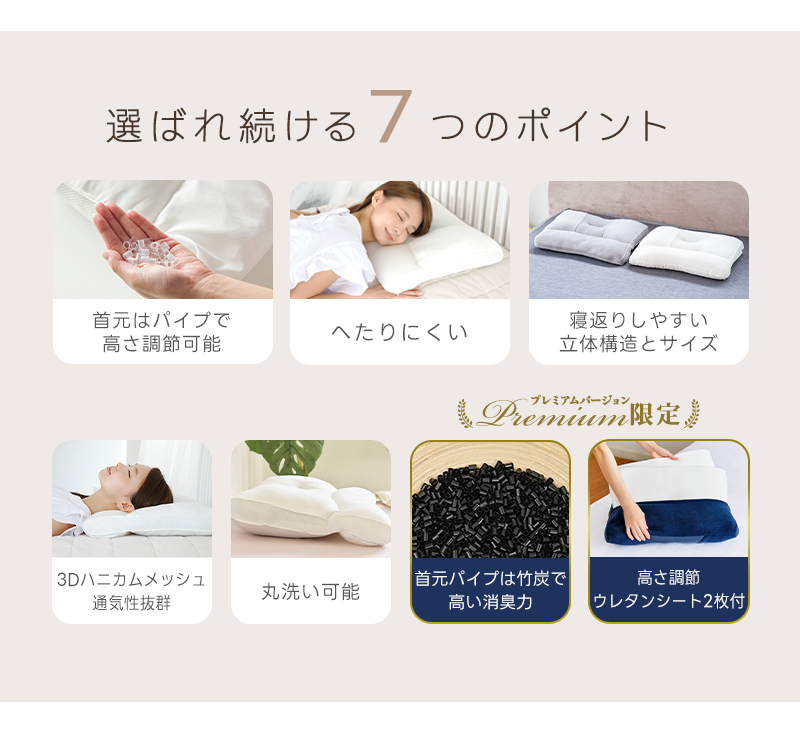 選ばれ続ける7つのポイント
首元はパイプで
高さ調節可能
へたりにくい
寝返りしやすい
立体構造とサイズ
プレミアムバージョン
Premium限定
3Dハニカムメッシュ
通気性抜群
丸洗い可能
首元パイプは竹炭で
高い消臭力
高さ調節
ウレタンシート2枚付